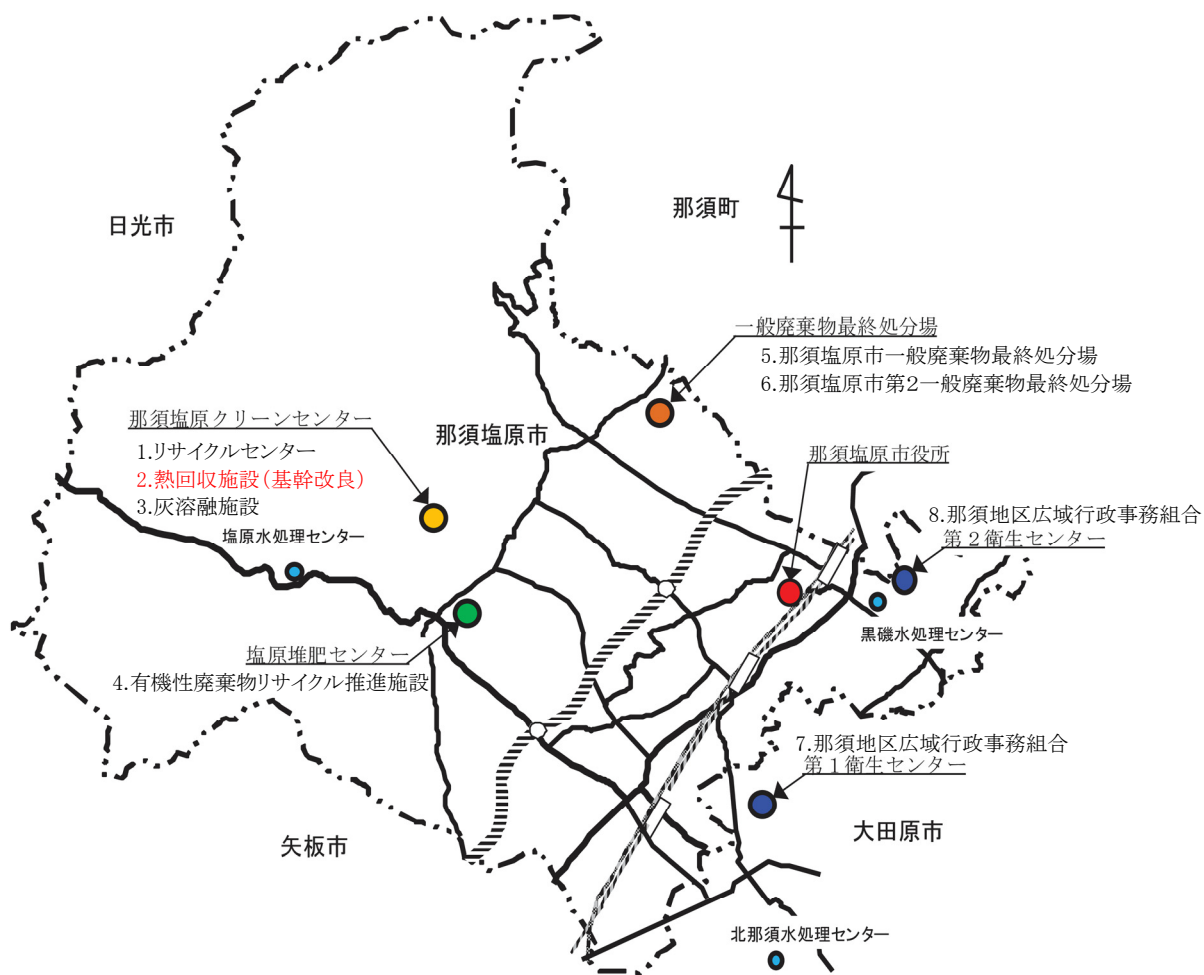 日光市
那須町
一般廃棄物最終処分場
5.那須塩原市一般廃棄物最終処分場
6.那須塩原市第2一般廃棄物最終処分場
那須塩原クリーンセンター
1.リサイクルセンター
2.熱回収施設(基幹改良)
3.灰溶融施設
那須塩原市
那須塩原市役所
塩原水処理センター
8.那須地区広域行政事務組合
第2衛生センター
黒磯水処理センター
塩原堆肥センター
4.有機性廃棄物リサイクル推進施設
7.那須地区広域行政事務組合
第1衛生センター
矢板市
大田原市
北那須水処理センター